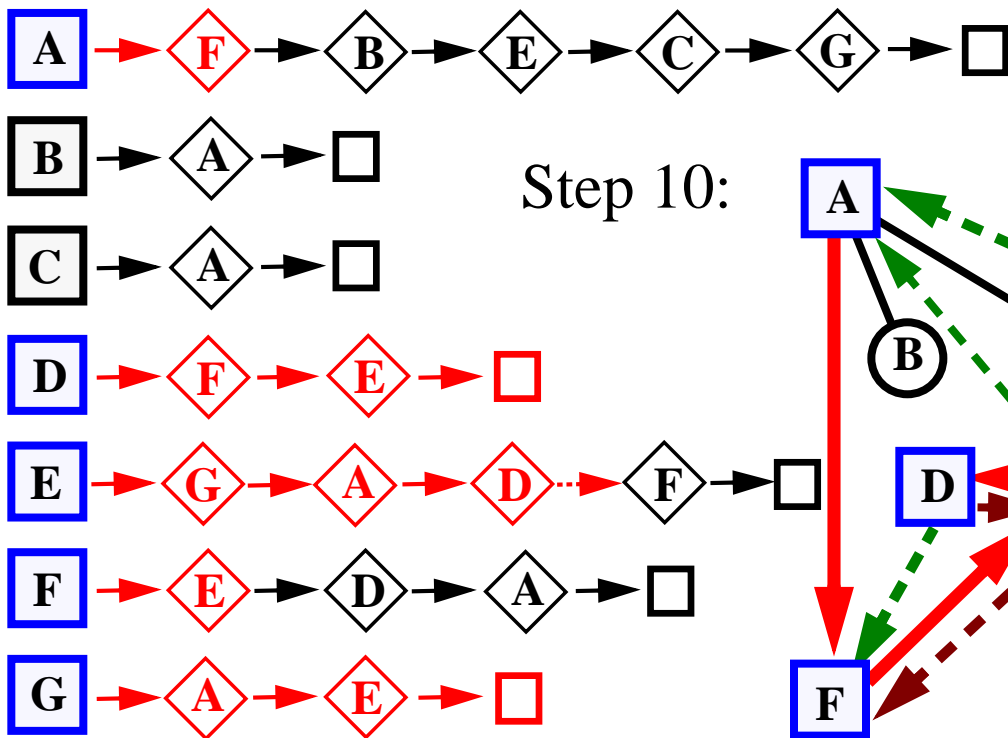 A F B E C G
B A
Step 10:
A
C A
B
D F E
E G A D F
D
F E D A
G A E
F